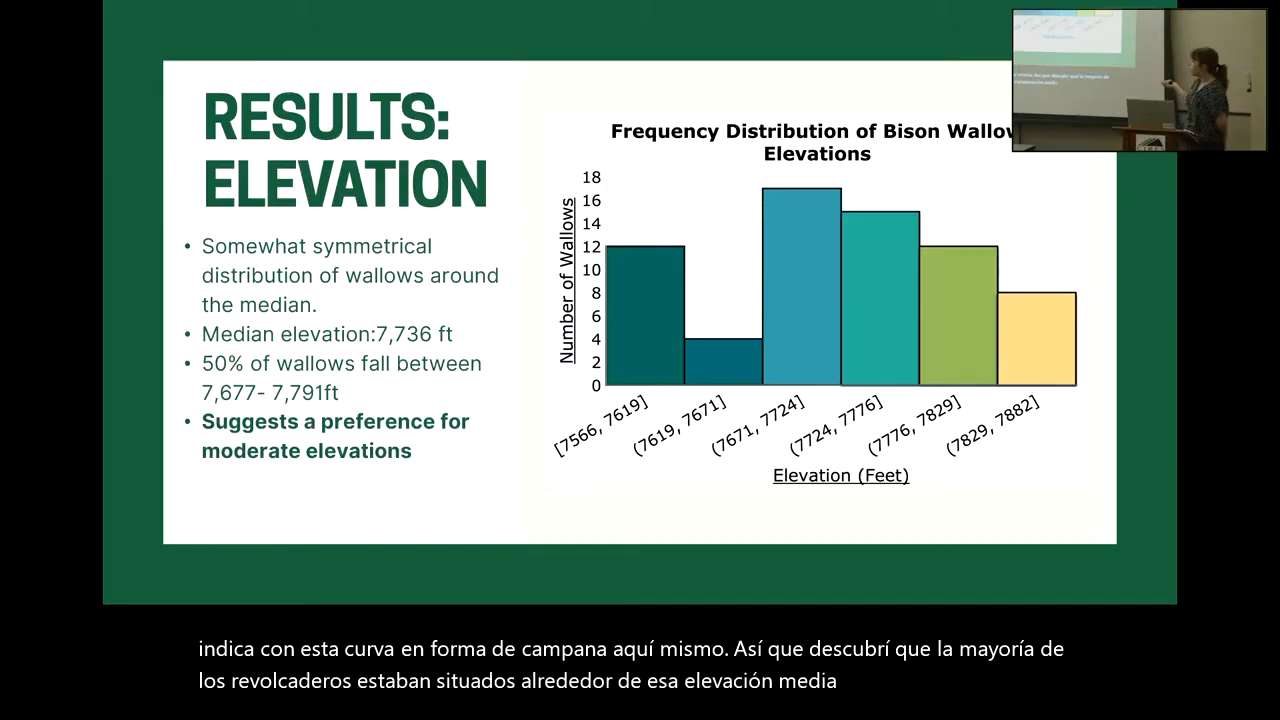 RESULTS:
ELEVATION
• Somewhat symmetrical
distribution of wallows around
the median.
• Median elevation:7,736 ft
• 50% of wallows fall between
7,677- 7,791ft
• Suggests a preference for
moderate elevations
Frequency Distribution of Bison
Elevations
Number of Wallows
18
16
14
12
10
8
6
4
2
0
[7566, 7619]
(7619, 7671]
(7671, 7724]
(7724, 7776]
(7776, 7829]
(7829, 7882]
Elevation (Feet)
indica con esta curva en forma de campana aquí mismo. Así que descubrí que la mayoría de
los revolcaderos estaban situados alrededor de esa elevación media